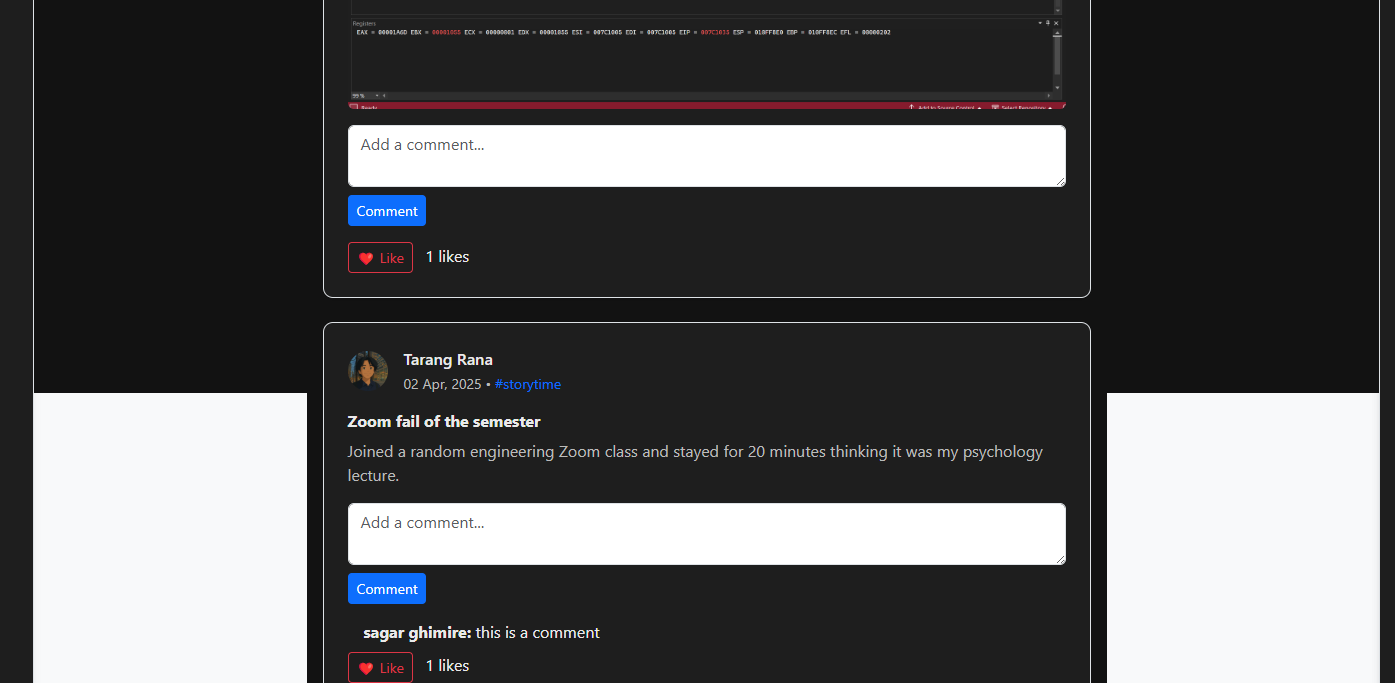 Registers
EAX = 00001A6D EBX = 00001055 ECX = 00000001 EDX = 00001055 ESI = 007C1005 EDI = 007C1005 EIP = 007C1035 ESP = 010FF8E0 EBP = 010FF8EC EFL = 00000202
99 %
Ready Add to Source Control Select Repository
Add a comment...
Comment
❤️ Like 1 likes
Tarang Rana
02 Apr, 2025 • #storytime
Zoom fail of the semester
Joined a random engineering Zoom class and stayed for 20 minutes thinking it was my psychology
lecture.
Add a comment...
Comment
sagar ghimire: this is a comment
❤️ Like 1 likes